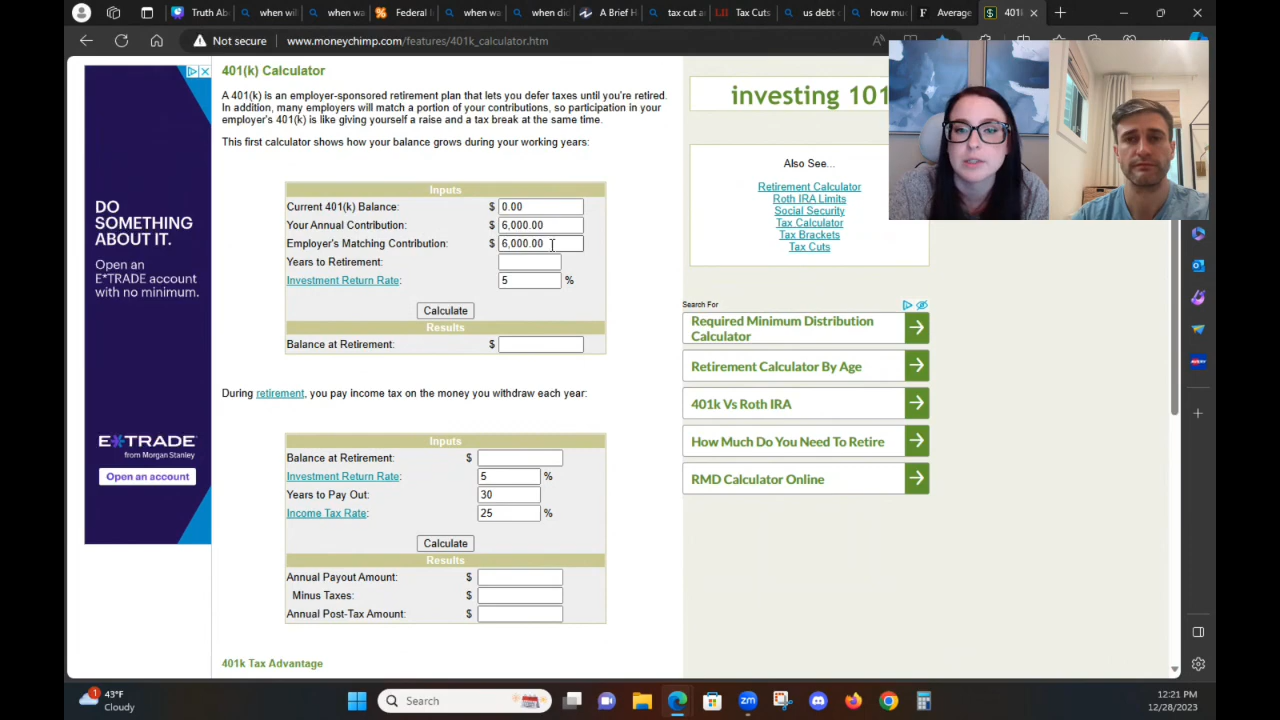 Truth Ab
when wil
when wa
Federal I
when wa
when did
A Brief H
tax cut a
Tax Cuts
us debt
how muc
Average
401k
Not secure
www.moneychimp.com/features/401k_calculator.htm
DO
SOMETHING
ABOUT IT.
Open an
E*TRADE account
with no minimum.
E*TRADE
from Morgan Stanley
Open an account
401(k) Calculator
A 401(k) is an employer-sponsored retirement plan that lets you defer taxes until you're retired.
In addition, many employers will match a portion of your contributions, so participation in your
employer's 401(k) is like giving yourself a raise and a tax break at the same time.
This first calculator shows how your balance grows during your working years:
Inputs
Current 401(k) Balance: $ 0.00
Your Annual Contribution: $ 6,000.00
Employer's Matching Contribution: $ 6,000.00
Years to Retirement:
Investment Return Rate: 5 %
Calculate
Results
Balance at Retirement: $
During retirement, you pay income tax on the money you withdraw each year:
Inputs
Balance at Retirement: $
Investment Return Rate: 5 %
Years to Pay Out: 30
Income Tax Rate: 25 %
Calculate
Results
Annual Payout Amount: $
Minus Taxes: $
Annual Post-Tax Amount: $
401k Tax Advantage
investing 101
Also See...
Retirement Calculator
Roth IRA Limits
Social Security
Tax Calculator
Tax Brackets
Tax Cuts
Search For
Required Minimum Distribution
Calculator
Retirement Calculator By Age
401k Vs Roth IRA
How Much Do You Need To Retire
RMD Calculator Online
1
43°F
Cloudy
Search
zm
12:21 PM
12/28/2023